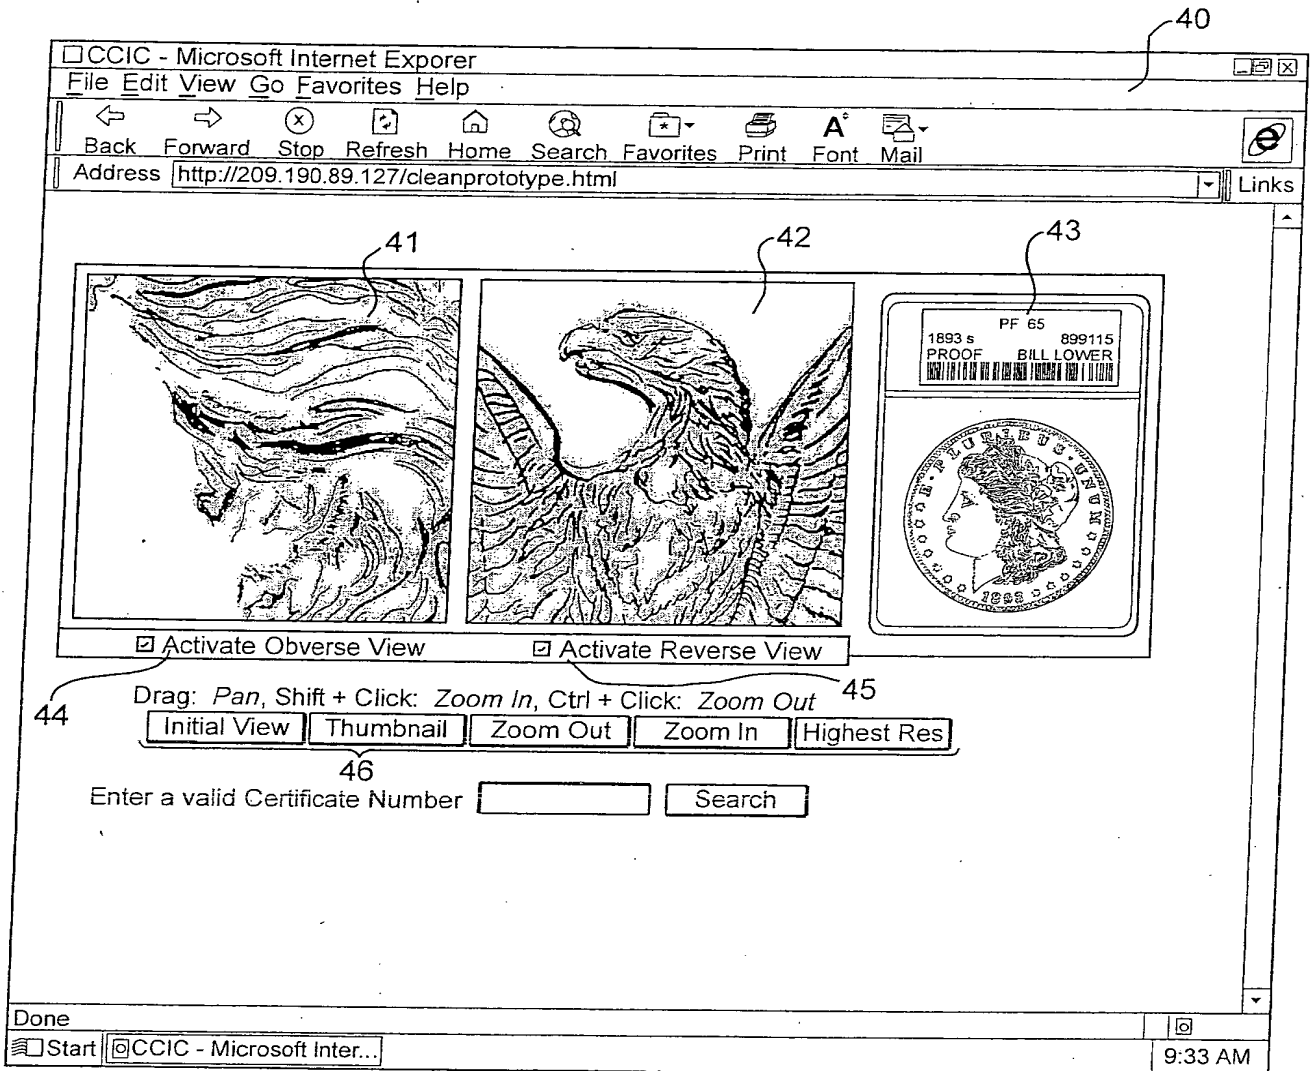 40
CCIC - Microsoft Internet Exporer
File Edit View Go Favorites Help
Back Forward Stop Refresh Home Search Favorites Print Font Mail
Address http://209.190.89.127/cleanprototype.html Links
41
42
43
PF 65
1893 s 899115
PROOF BILL LOWER
E·PLURIBUS·UNUM
1893
Activate Obverse View Activate Reverse View
44
45
Drag: Pan, Shift + Click: Zoom In, Ctrl + Click: Zoom Out
Initial View Thumbnail Zoom Out Zoom In Highest Res
46
Enter a valid Certificate Number Search
Done
Start CCIC - Microsoft Inter... 9:33 AM